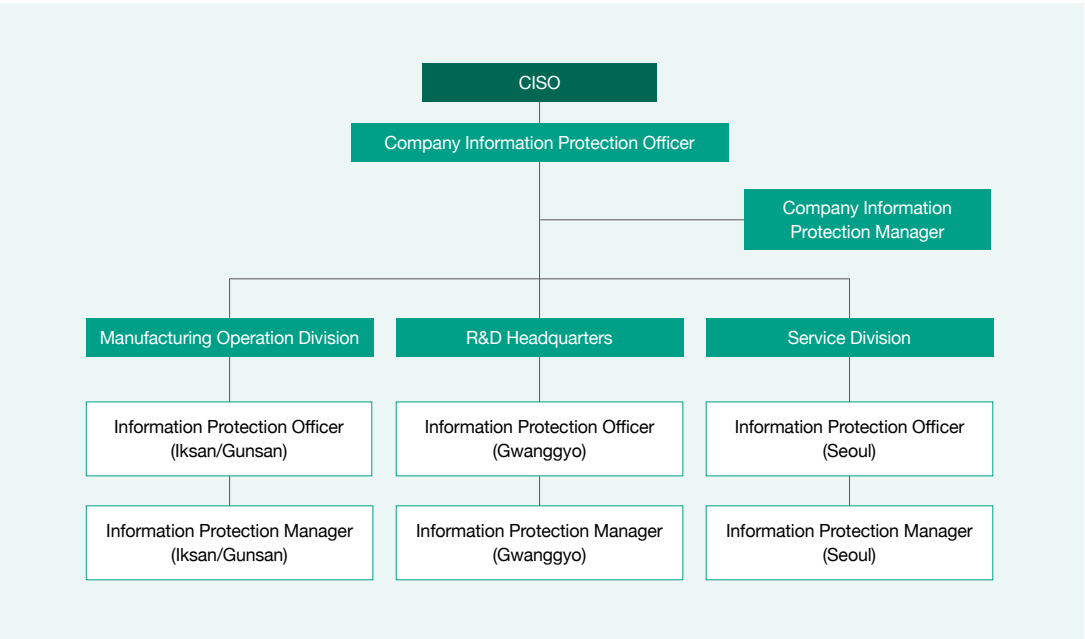 CISO
Company Information Protection Officer
Company Information
Protection Manager
Manufacturing Operation Division
R&D Headquarters
Service Division
Information Protection Officer
(Iksan/Gunsan)
Information Protection Officer
(Gwanggyo)
Information Protection Officer
(Seoul)
Information Protection Manager
(Iksan/Gunsan)
Information Protection Manager
(Gwanggyo)
Information Protection Manager
(Seoul)